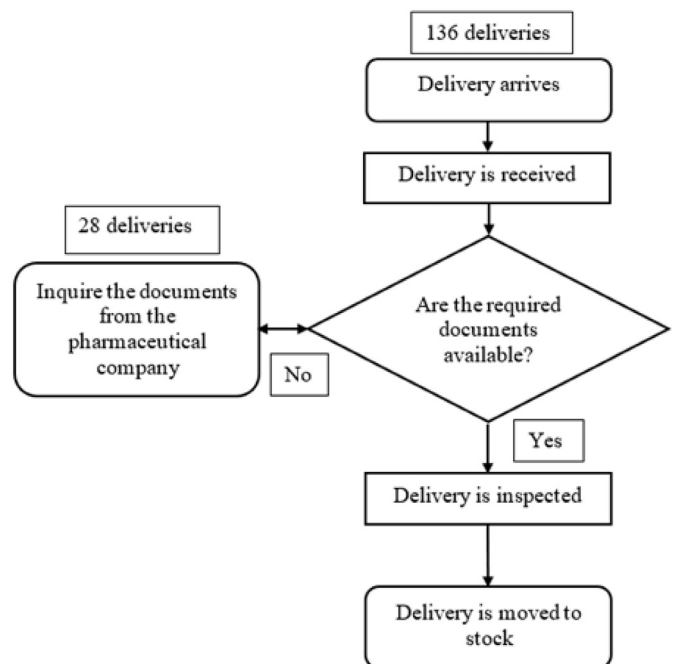 136 deliveries
Delivery arrives
Delivery is received
28 deliveries
Inquire the documents
from the
pharmaceutical
company
Are the required
documents
available?
No
Yes
Delivery is inspected
Delivery is moved to
stock